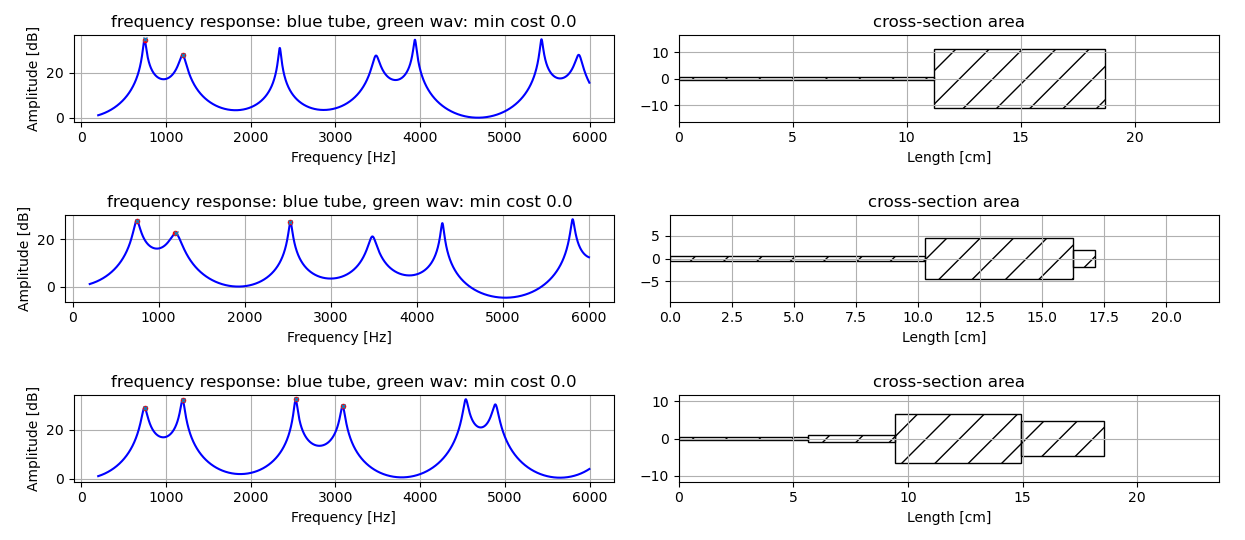 frequency response: blue tube, green wav: min cost 0.0
cross-section area
Amplitude [dB]
20
0
0 1000 2000 3000 4000 5000 6000
Frequency [Hz]
10
0
−10
0 5 10 15 20
Length [cm]
frequency response: blue tube, green wav: min cost 0.0
cross-section area
Amplitude [dB]
20
0
0 1000 2000 3000 4000 5000 6000
Frequency [Hz]
5
0
−5
0.0 2.5 5.0 7.5 10.0 12.5 15.0 17.5 20.0
Length [cm]
frequency response: blue tube, green wav: min cost 0.0
cross-section area
Amplitude [dB]
20
0
0 1000 2000 3000 4000 5000 6000
Frequency [Hz]
10
0
−10
0 5 10 15 20
Length [cm]